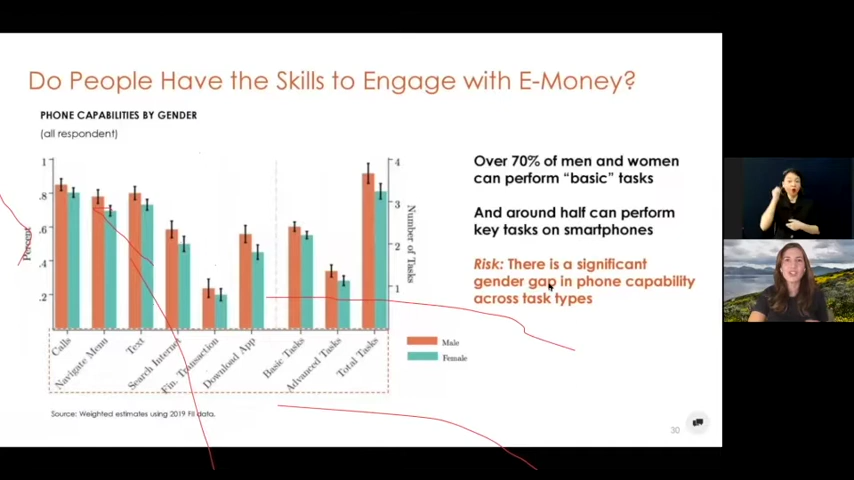 Do People Have the Skills to Engage with E-Money?
PHONE CAPABILITIES BY GENDER
(all respondent)
1
.8
.6
.4
.2
Percent
4
3
2
1
Number of Tasks
Calls
Navigate Menu
Text
Search Internet
Fin. Transaction
Download App
Basic Tasks
Advanced Tasks
Total Tasks
Male
Female
Over 70% of men and women
can perform “basic” tasks
And around half can perform
key tasks on smartphones
Risk: There is a significant
gender gap in phone capability
across task types
Source: Weighted estimates using 2019 FII data.
30